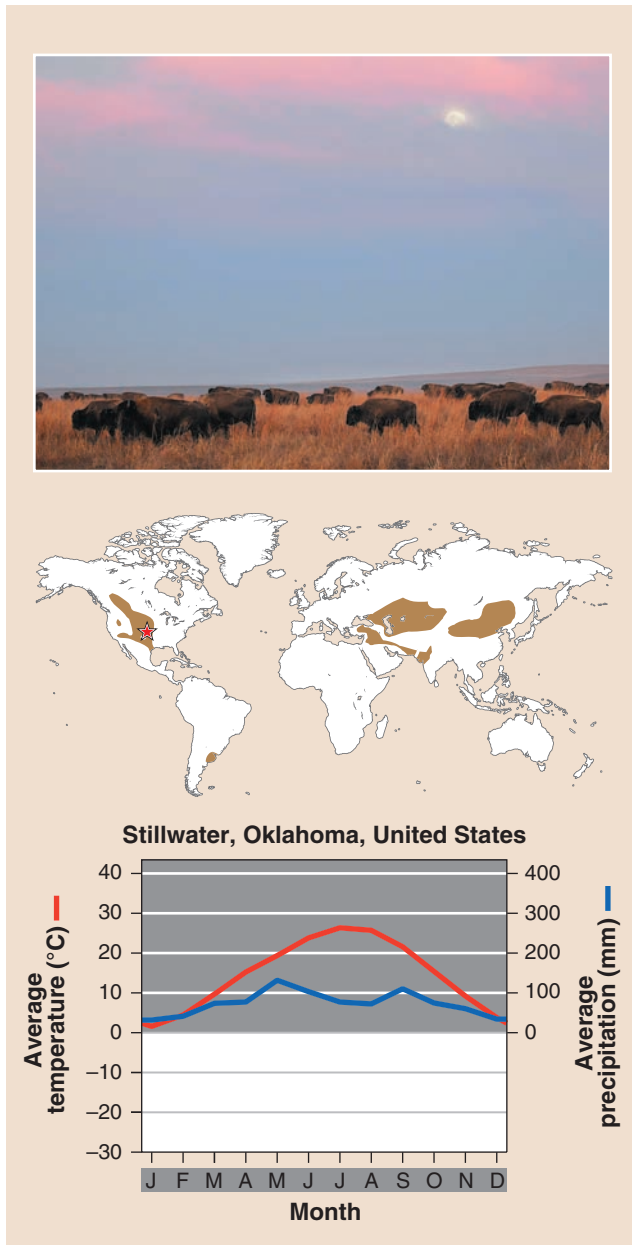 Stillwater, Oklahoma, United States
40
30
20
10
0
–10
–20
–30
Average
temperature (°C)
400
300
200
100
0
Average
precipitation (mm)
J F M A M J J A S O N D
Month